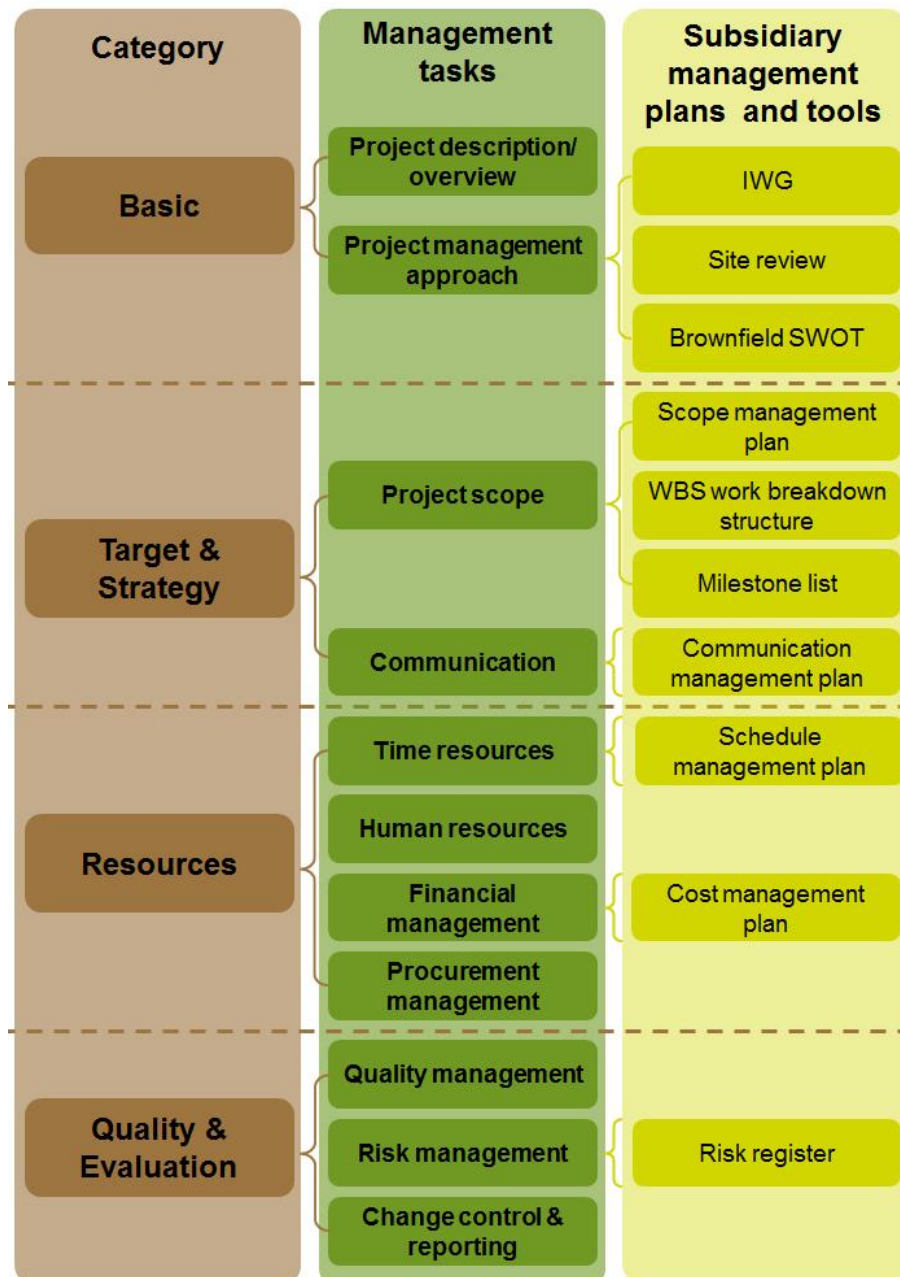 Category
Management
tasks
Subsidiary
management
plans and tools
Basic
Project description/
overview
Project management
approach
IWG
Site review
Brownfield SWOT
Target &
Strategy
Project scope
Scope management
plan
WBS work breakdown
structure
Milestone list
Communication
Communication
management plan
Resources
Time resources
Schedule
management plan
Human resources
Financial
management
Cost management
plan
Procurement
management
Quality &
Evaluation
Quality management
Risk management
Risk register
Change control &
reporting